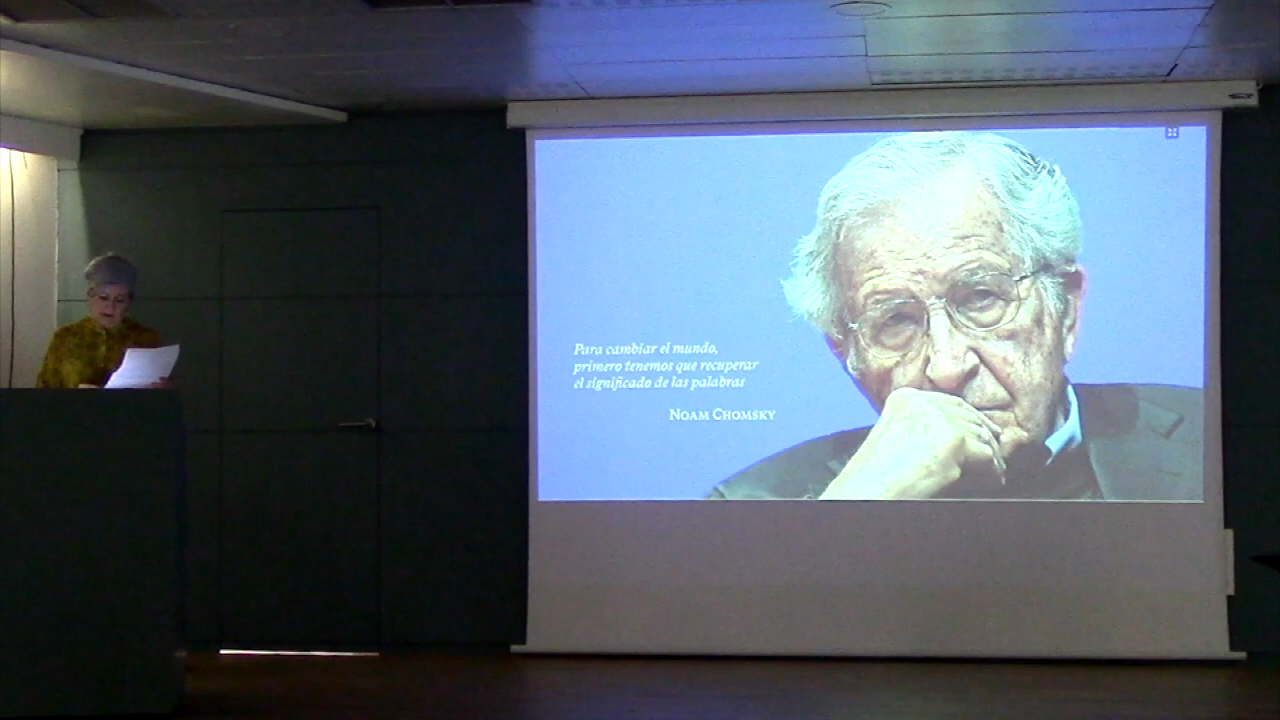 Para cambiar el mundo,
primero tenemos que recuperar
el significado de las palabras
NOAM CHOMSKY